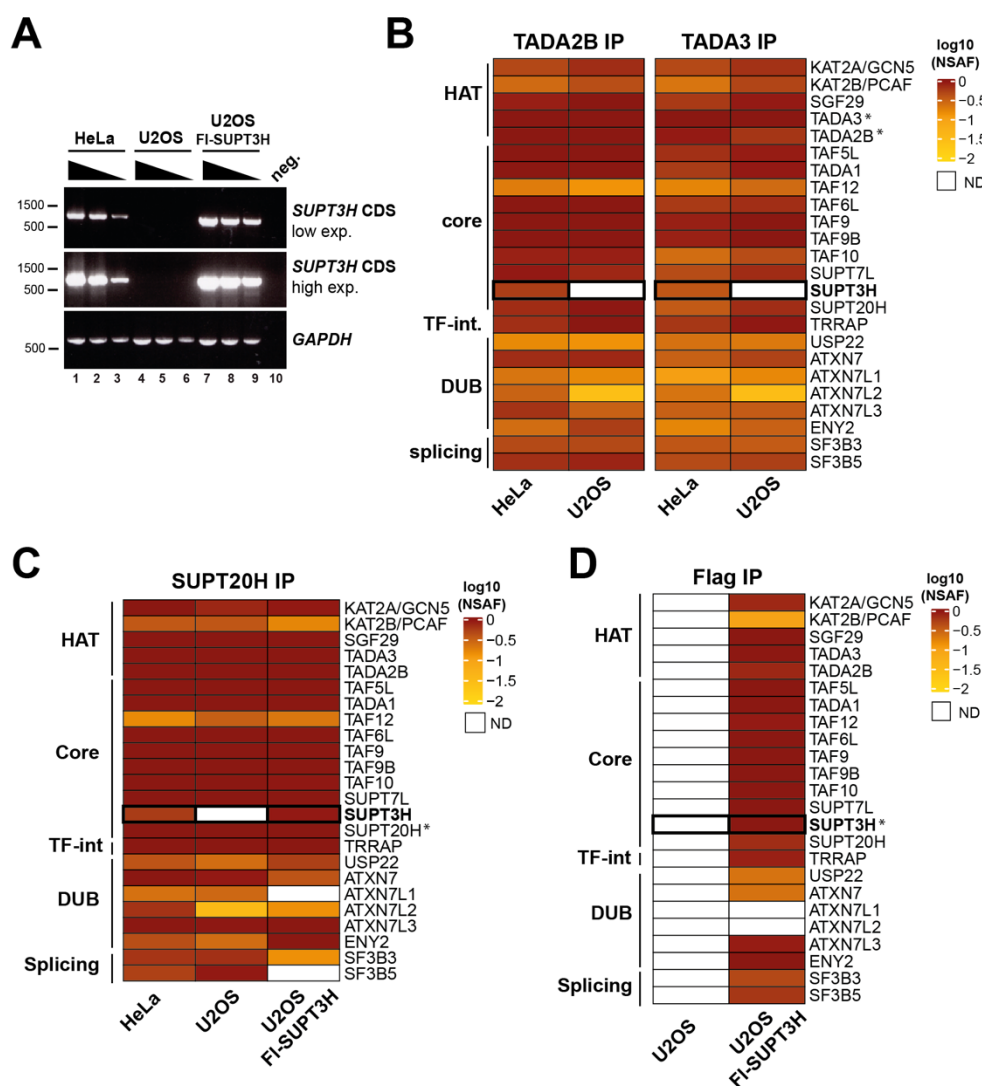 A
HeLa
U2OS
U2OS
FI-SUPT3H
neg.
1500
500
SUPT3H CDS
low exp.
1500
500
SUPT3H CDS
high exp.
500
GAPDH
1 2 3 4 5 6 7 8 9 10
B
TADA2B IP TADA3 IP
HAT
core
TF-int.
DUB
splicing
KAT2A/GCN5
KAT2B/PCAF
SGF29
TADA3*
TADA2B*
TAF5L
TADA1
TAF12
TAF6L
TAF9
TAF9B
TAF10
SUPT7L
SUPT3H
SUPT20H
TRRAP
USP22
ATXN7
ATXN7L1
ATXN7L2
ATXN7L3
ENY2
SF3B3
SF3B5
HeLa U2OS HeLa U2OS
log10
(NSAF)
0
−0.5
−1
−1.5
−2
ND
C
SUPT20H IP
HAT
Core
TF-int
DUB
Splicing
KAT2A/GCN5
KAT2B/PCAF
SGF29
TADA3
TADA2B
TAF5L
TADA1
TAF12
TAF6L
TAF9
TAF9B
TAF10
SUPT7L
SUPT3H
SUPT20H*
TRRAP
USP22
ATXN7
ATXN7L1
ATXN7L2
ATXN7L3
ENY2
SF3B3
SF3B5
HeLa
U2OS
U2OS
FI-SUPT3H
log10
(NSAF)
0
−0.5
−1
−1.5
−2
ND
D
Flag IP
HAT
Core
TF-int
DUB
Splicing
KAT2A/GCN5
KAT2B/PCAF
SGF29
TADA3
TADA2B
TAF5L
TADA1
TAF12
TAF6L
TAF9
TAF9B
TAF10
SUPT7L
SUPT3H*
SUPT20H
TRRAP
USP22
ATXN7
ATXN7L1
ATXN7L2
ATXN7L3
ENY2
SF3B3
SF3B5
U2OS
U2OS
FI-SUPT3H
log10
(NSAF)
0
−0.5
−1
−1.5
−2
ND